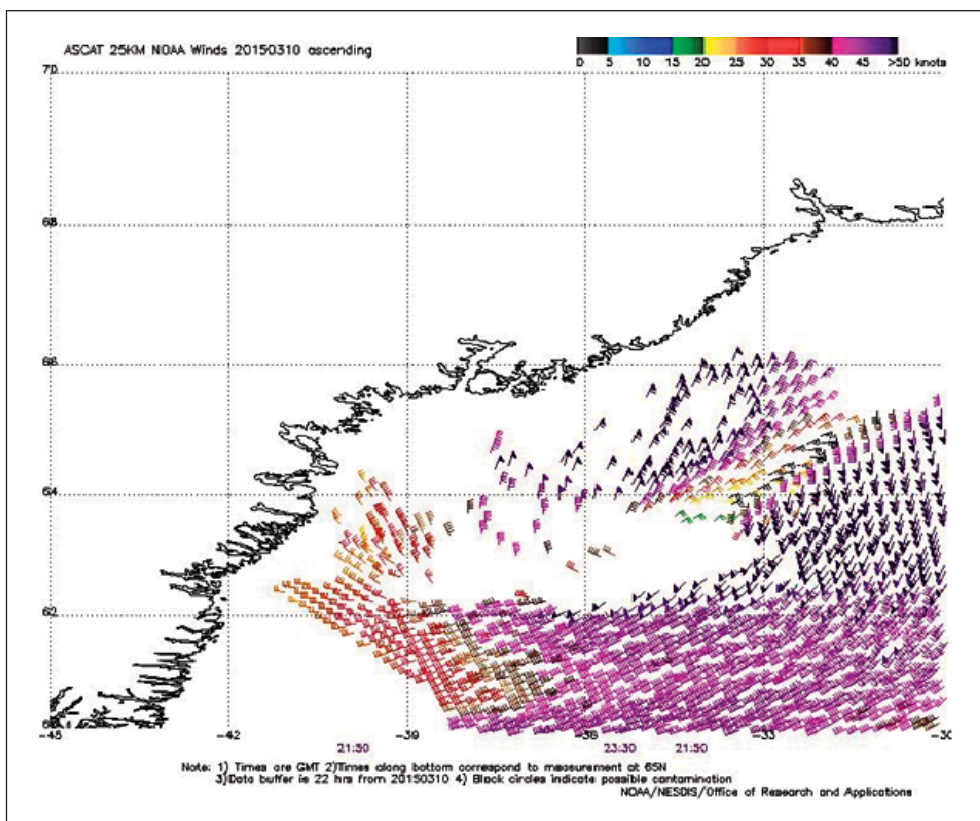 ASCAT 25KM NOAA Winds 20150310 ascending
0 5 10 15 20 25 30 35 40 45 >50 knots
70
68
66
64
62
-45 -42 -39 -36 -33
21:50 23:30 21:50
Note: 1) Times are GMT 2)Times along bottom correspond to measurement at 65N
3)Data buffer is 22 hrs from 20150310 4) Black circles indicate possible contamination
NOAA/NESDIS/Office of Research and Applications